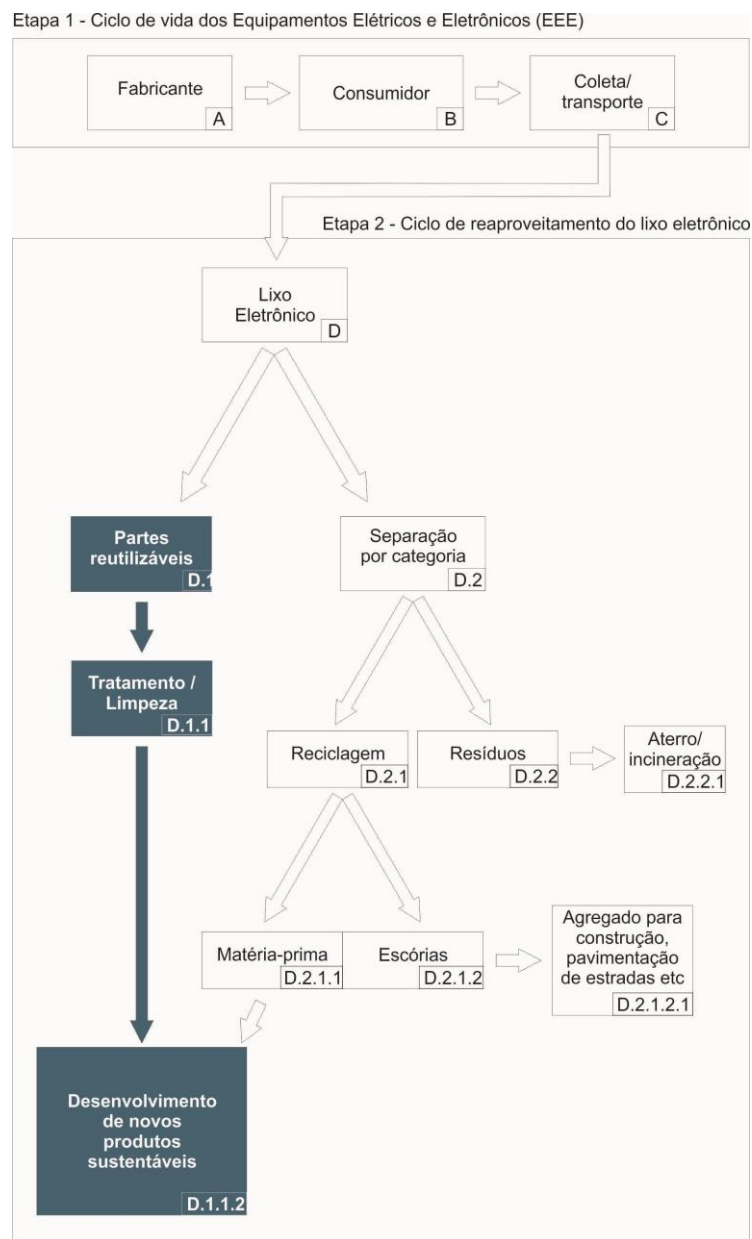 Etapa 1 - Ciclo de vida dos Equipamentos Elétricos e Eletrônicos (EEE)
Fabricante
A
Consumidor
B
Coleta/
transporte
C
Etapa 2 - Ciclo de reaproveitamento do lixo eletrônico
Lixo
Eletrônico
D
Partes
reutilizáveis
D.1
Separação
por categoria
D.2
Tratamento /
Limpeza
D.1.1
Reciclagem
D.2.1
Resíduos
D.2.2
Aterro/
incineração
D.2.2.1
Matéria-prima
D.2.1.1
Escórias
D.2.1.2
Agregado para
construção,
pavimentação
de estradas etc
D.2.1.2.1
Desenvolvimento
de novos
produtos
sustentáveis
D.1.1.2